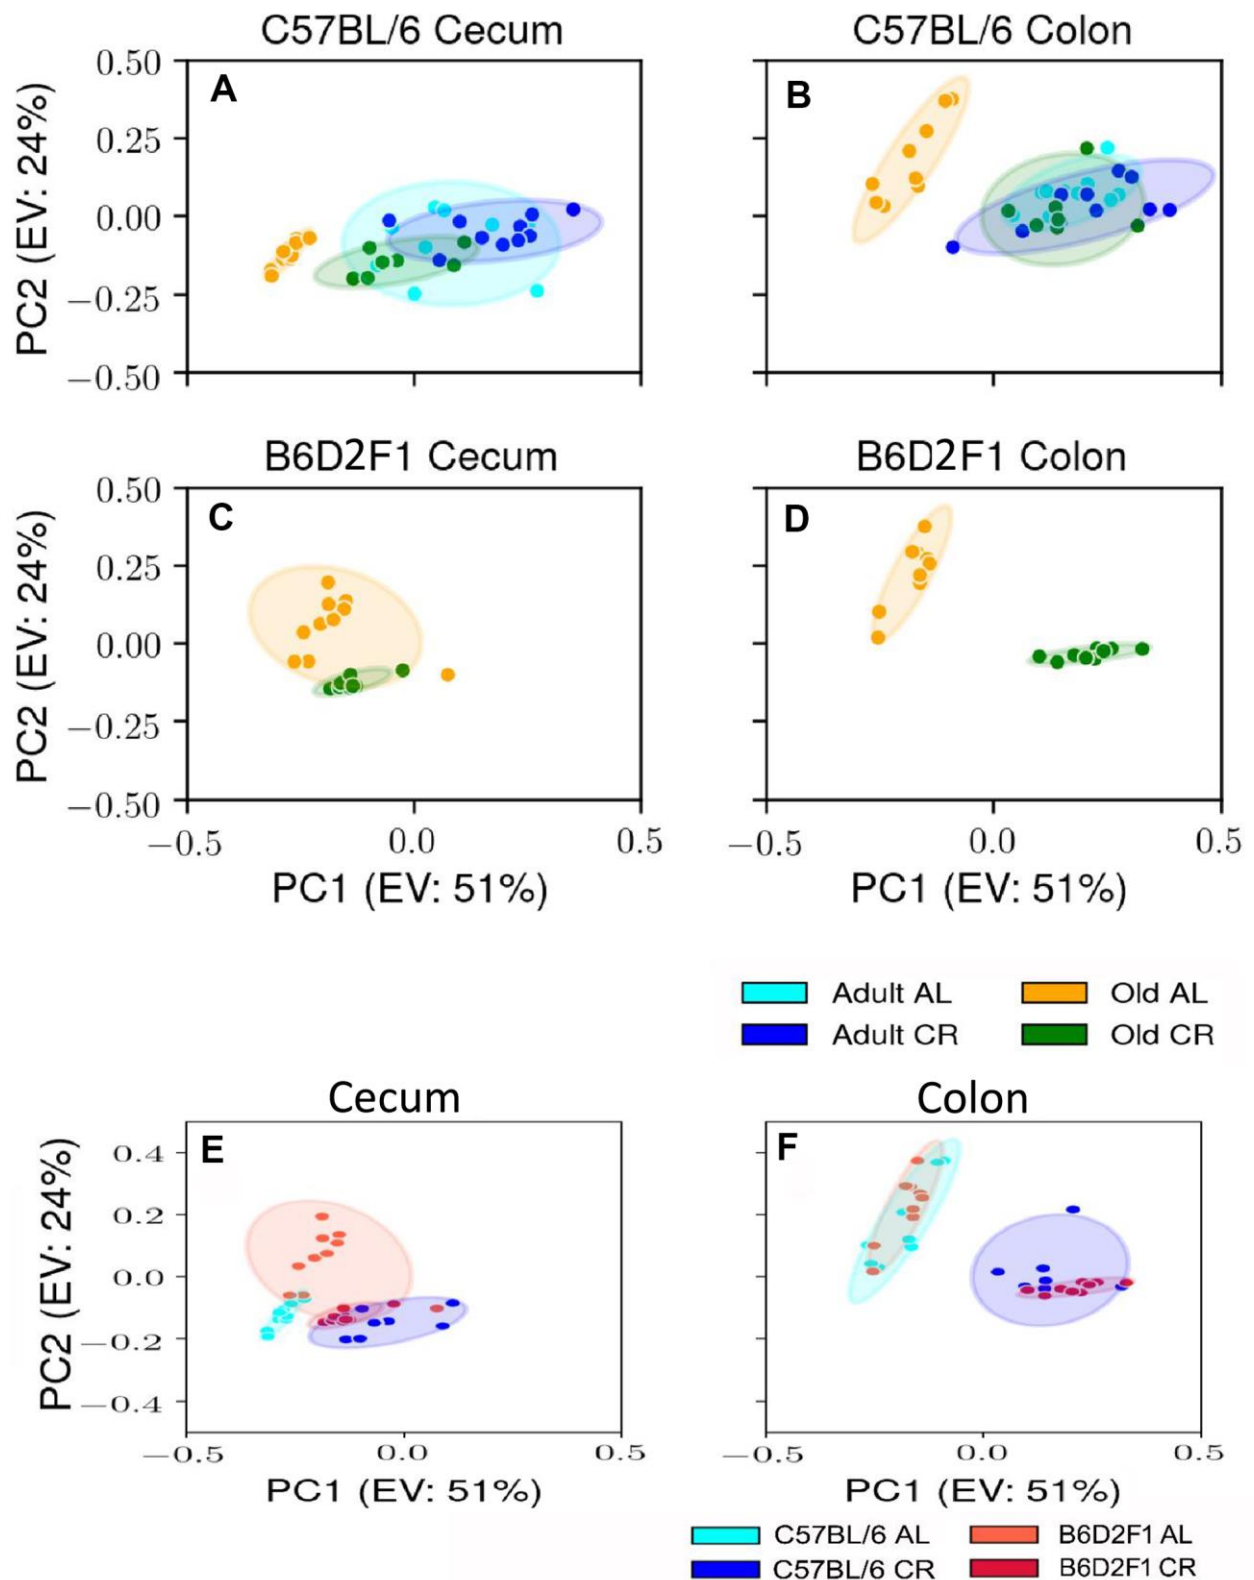 C57BL/6 Cecum
C57BL/6 Colon
A
B
0.50
0.25
0.00
−0.25
−0.50
PC2 (EV: 24%)
B6D2F1 Cecum
B6D2F1 Colon
C
D
0.50
0.25
0.00
−0.25
−0.50
PC2 (EV: 24%)
−0.5 0.0 0.5
−0.5 0.0 0.5
PC1 (EV: 51%)
PC1 (EV: 51%)
Adult AL
Old AL
Adult CR
Old CR
Cecum
Colon
E
F
0.4
0.2
0.0
−0.2
−0.4
PC2 (EV: 24%)
−0.5 0.0 0.5
−0.5 0.0 0.5
PC1 (EV: 51%)
PC1 (EV: 51%)
C57BL/6 AL
B6D2F1 AL
C57BL/6 CR
B6D2F1 CR